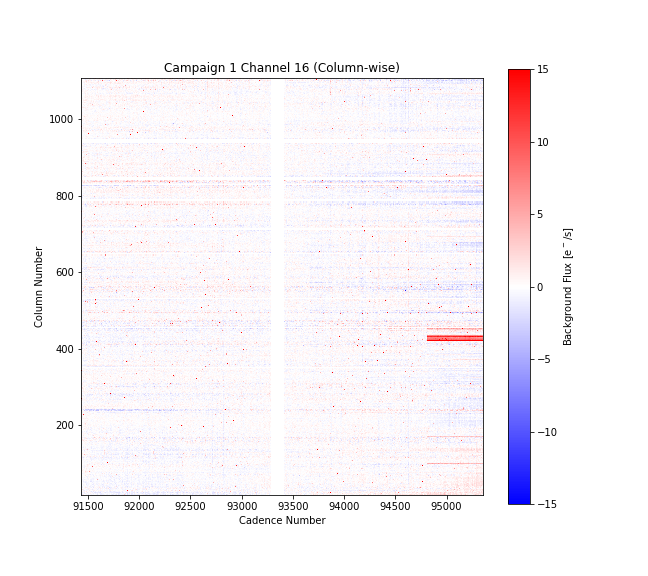 Campaign 1 Channel 16 (Column-wise)
1000
800
600
400
200
Column Number
91500 92000 92500 93000 93500 94000 94500 95000
Cadence Number
15
10
5
0
−5
−10
−15
Background Flux [e⁻/s]